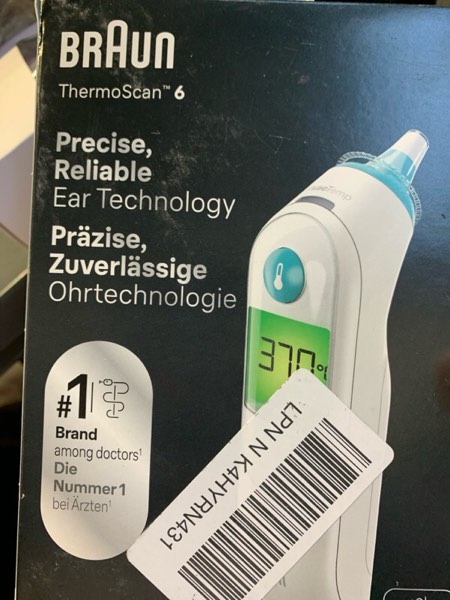 BRAUN
ThermoScan™ 6
Precise,
Reliable
Ear Technology
Präzise,
Zuverlässige
Ohrtechnologie
37.0°
#1
Brand
among doctors¹
Die
Nummer 1
bei Ärzten¹
LPN N K4HYRN431